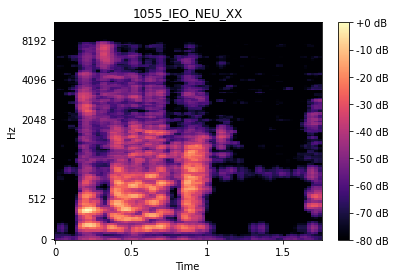 1055_IEO_NEU_XX
Hz
8192
4096
2048
1024
512
0
0
0.5
1
1.5
Time
+0 dB
-10 dB
-20 dB
-30 dB
-40 dB
-50 dB
-60 dB
-70 dB
-80 dB